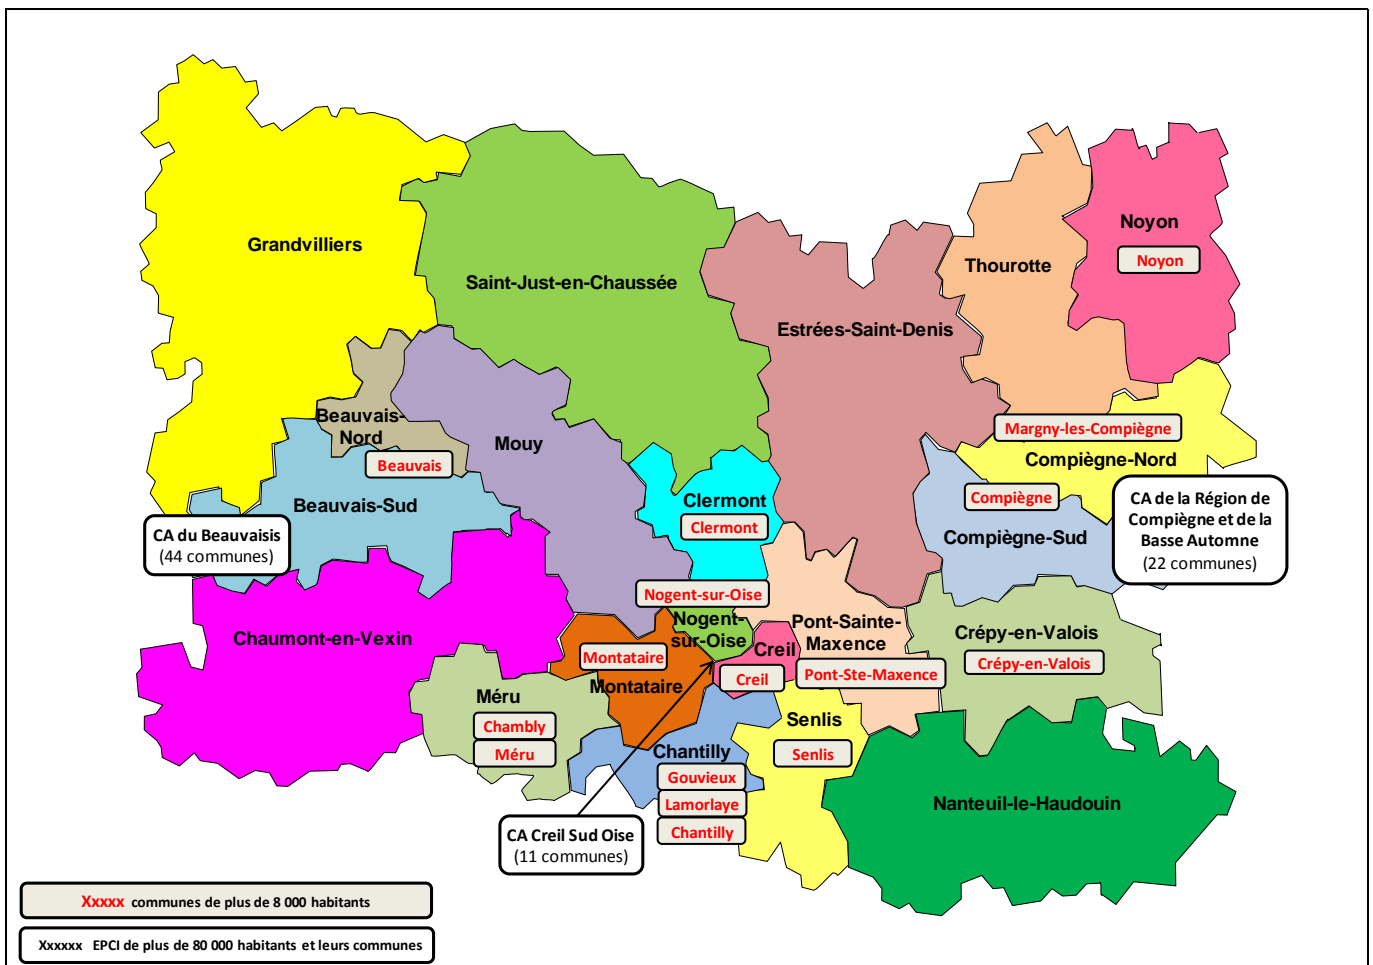 Grandvilliers
Saint-Just-en-Chaussée
Estrées-Saint-Denis
Thourotte
Noyon
Noyon
Beauvais-
Nord
Beauvais
Beauvais-Sud
Mouy
Clermont
Clermont
Margny-les-Compiègne
Compiègne-Nord
Compiègne
Compiègne-Sud
CA de la Région de
Compiègne et de la
Basse Automne
(22 communes)
CA du Beauvaisis
(44 communes)
Chaumont-en-Vexin
Nogent-sur-Oise
Nogent-
sur-Oise
Pont-Sainte-
Maxence
Pont-Ste-Maxence
Creil
Creil
Crépy-en-Valois
Crépy-en-Valois
Montataire
Montataire
Méru
Chambly
Méru
Chantilly
Gouvieux
Lamorlaye
Chantilly
Senlis
Senlis
Nanteuil-le-Haudouin
CA Creil Sud Oise
(11 communes)
Xxxxx communes de plus de 8 000 habitants
Xxxxxx EPCI de plus de 80 000 habitants et leurs communes